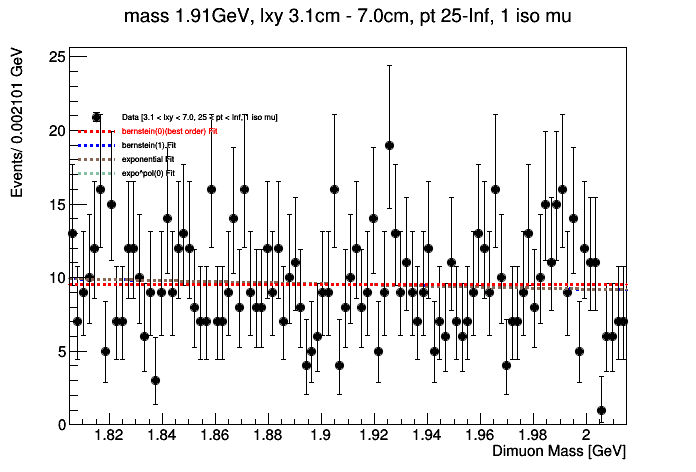 mass 1.91GeV, lxy 3.1cm - 7.0cm, pt 25-Inf, 1 iso mu
Events/ 0.002101 GeV
25
20
15
10
5
0
Data [3.1 < lxy < 7.0, 25 < pt < Inf, 1 iso mu]
bernstein(0)(best order) Fit
bernstein(1) Fit
exponential Fit
expo*pol(0) Fit
1.82 1.84 1.86 1.88 1.9 1.92 1.94 1.96 1.98 2
Dimuon Mass [GeV]